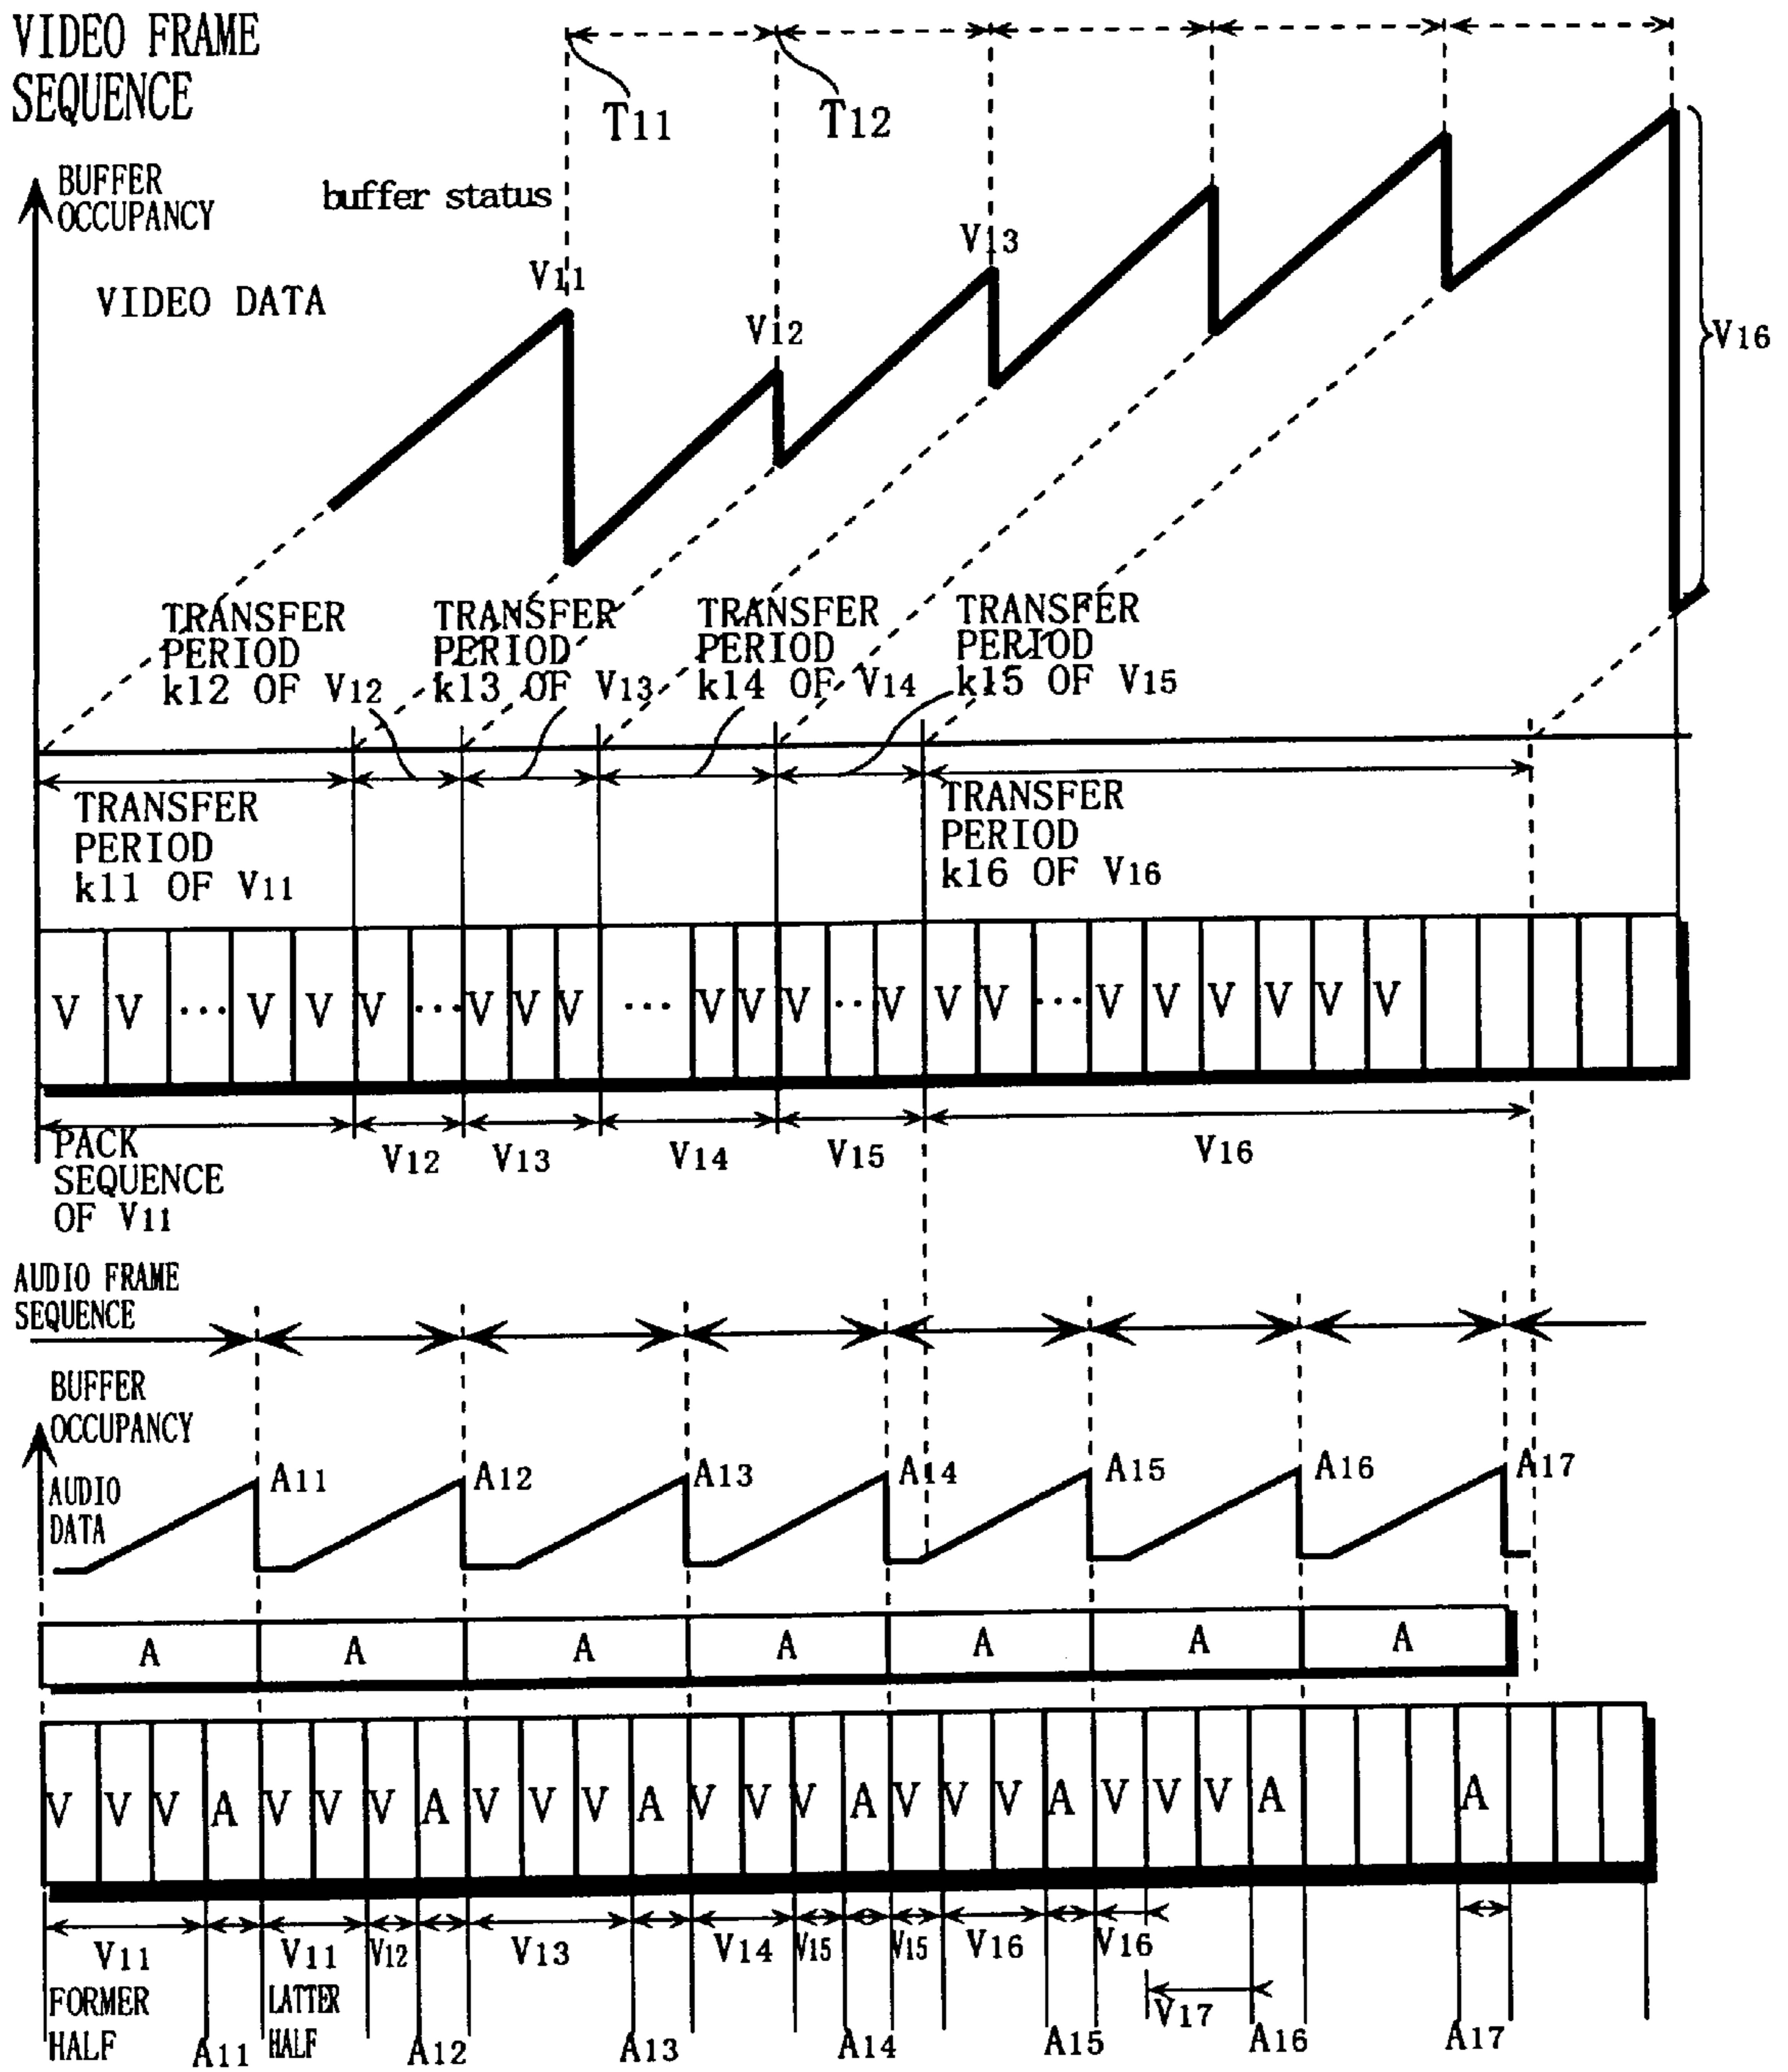 VIDEO FRAME
SEQUENCE
T11
T12
BUFFER
OCCUPANCY
buffer status
V11
V12
V13
VIDEO DATA
V16
TRANSFER
PERIOD
k12 OF V12
TRANSFER
PERIOD
k13 OF V13
TRANSFER
PERIOD
k14 OF V14
TRANSFER
PERIOD
k15 OF V15
TRANSFER
PERIOD
k11 OF V11
TRANSFER
PERIOD
k16 OF V16
V V ... V V V ... V V V ... V V V ... V V V ... V V V V V V
PACK
SEQUENCE
OF V11
V12
V13
V14
V15
V16
AUDIO FRAME
SEQUENCE
BUFFER
OCCUPANCY
AUDIO
DATA
A11
A12
A13
A14
A15
A16
A17
A A A A A A A
V V V A V V V A V V V A V V V A V V V A V V V A A
V11
FORMER
HALF
V11
LATTER
HALF
V12
V13
V14
V15
V15
V16
V16
V17
A11
A12
A13
A14
A15
A16
A17